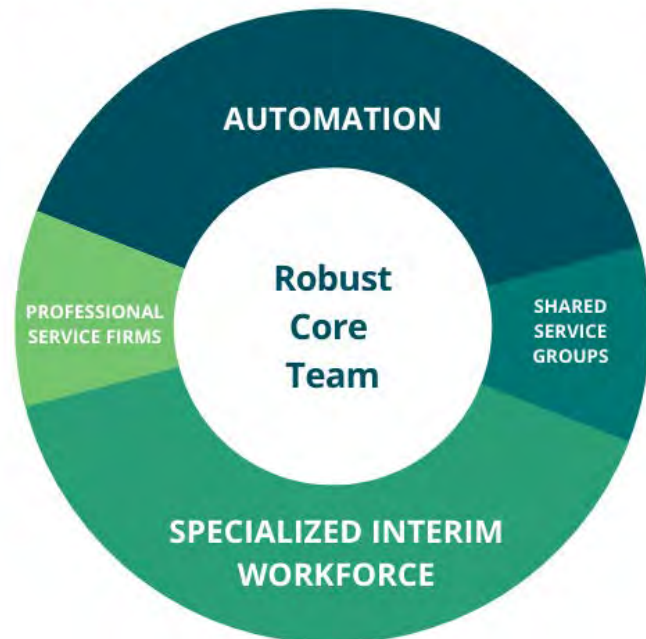 AUTOMATION
PROFESSIONAL
SERVICE FIRMS
Robust
Core
Team
SHARED
SERVICE
GROUPS
SPECIALIZED INTERIM
WORKFORCE